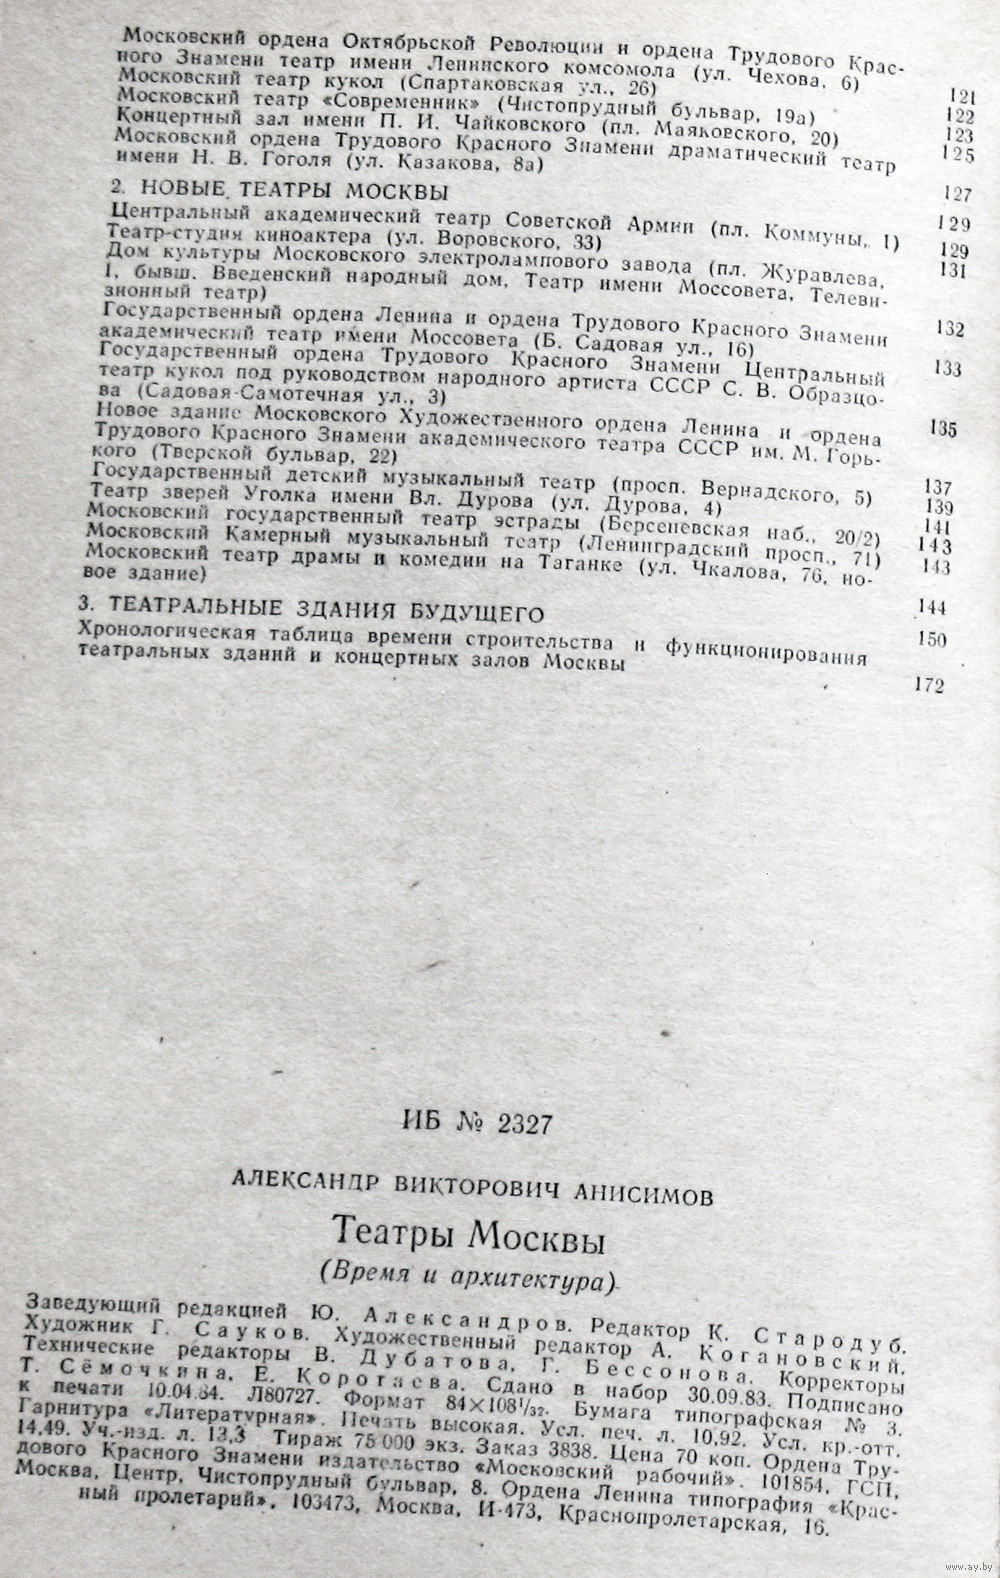 Московский ордена Октябрьской Революции и ордена Трудового Крас-
ного Знамени театр имени Ленинского комсомола (ул. Чехова, 6) 121
Московский театр кукол (Спартаковская ул., 26) 122
Московский театр «Современник» (Чистопрудный бульвар, 19а) 123
Концертный зал имени П. И. Чайковского (пл. Маяковского, 20) 125
Московский ордена Трудового Красного Знамени драматический театр
имени Н. В. Гоголя (ул. Казакова, 8а) 127
2. НОВЫЕ ТЕАТРЫ МОСКВЫ 129
Центральный академический театр Советской Армии (пл. Коммуны, 1) 129
Театр-студия киноактера (ул. Воровского, 33) 131
Дом культуры Московского электролампового завода (пл. Журавлева,
1, бывш. Введенский народный дом, Театр имени Моссовета, Телеви-
зионный театр) 132
Государственный ордена Ленина и ордена Трудового Красного Знамени
академический театр имени Моссовета (Б. Садовая ул., 16) 133
Государственный ордена Трудового Красного Знамени Центральный
театр кукол под руководством народного артиста СССР С. В. Образцо-
ва (Садовая-Самотечная ул., 3) 135
Новое здание Московского Художественного ордена Ленина и ордена
Трудового Красного Знамени академического театра СССР им. М. Горь-
кого (Тверской бульвар, 22) 137
Государственный детский музыкальный театр (просп. Вернадского, 5) 139
Театр зверей Уголка имени Вл. Дурова (ул. Дурова, 4) 141
Московский государственный театр эстрады (Берсеневская наб., 20/2) 143
Московский Камерный музыкальный театр (Ленинградский просп., 71) 143
Московский театр драмы и комедии на Таганке (ул. Чкалова, 76, но-
вое здание) 144
3. ТЕАТРАЛЬНЫЕ ЗДАНИЯ БУДУЩЕГО 150
Хронологическая таблица времени строительства и функционирования
театральных зданий и концертных залов Москвы 172
ИБ № 2327
АЛЕКСАНДР ВИКТОРОВИЧ АНИСИМОВ
Театры Москвы
(Время и архитектура)
Заведующий редакцией Ю. Александров. Редактор К. Стародуб.
Художник Г. Сауков. Художественный редактор А. Когановский.
Технические редакторы В. Дубатова, Г. Бессонова. Корректоры
Т. Сёмочкина, Е. Коротаева. Сдано в набор 30.09.83. Подписано
к печати 10.04.84. Л80727. Формат 84×108¹/₃₂. Бумага типографская № 3.
Гарнитура «Литературная». Печать высокая. Усл. печ. л. 10,92. Усл. кр.-отт.
14,49. Уч.-изд. л. 13,3 Тираж 75 000 экз. Заказ 3838. Цена 70 коп. Ордена Тру-
дового Красного Знамени издательство «Московский рабочий». 101854, ГСП,
Москва, Центр, Чистопрудный бульвар, 8. Ордена Ленина типография «Крас-
ный пролетарий», 103473, Москва, И-473, Краснопролетарская, 16.
www.ay.by